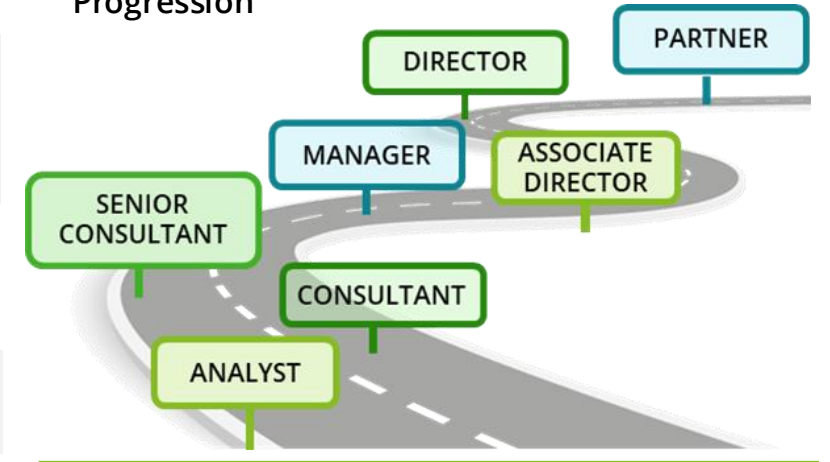 Progression
PARTNER
DIRECTOR
ASSOCIATE
DIRECTOR
MANAGER
SENIOR
CONSULTANT
CONSULTANT
ANALYST